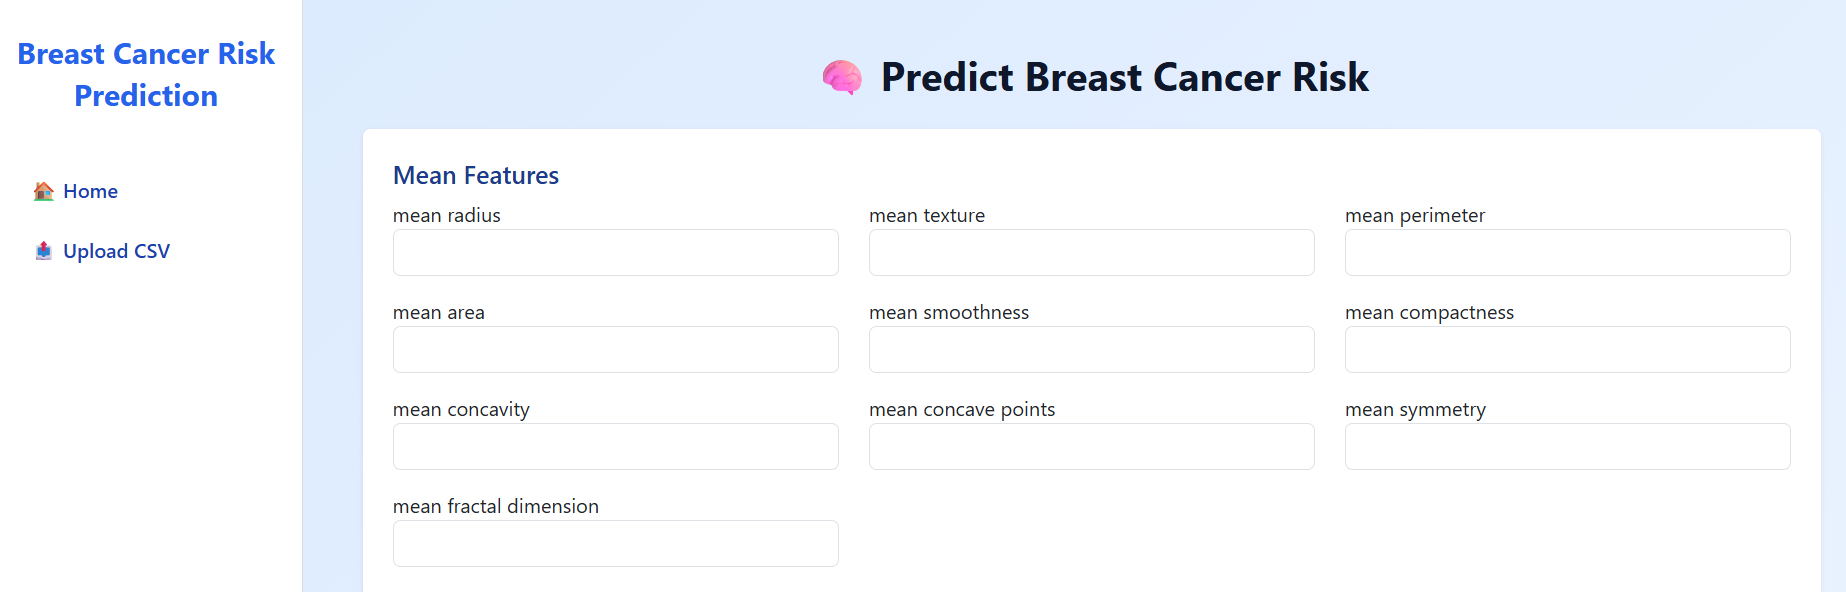 Breast Cancer Risk
Prediction
Home
Upload CSV
Predict Breast Cancer Risk
Mean Features
mean radius
mean texture
mean perimeter
mean area
mean smoothness
mean compactness
mean concavity
mean concave points
mean symmetry
mean fractal dimension